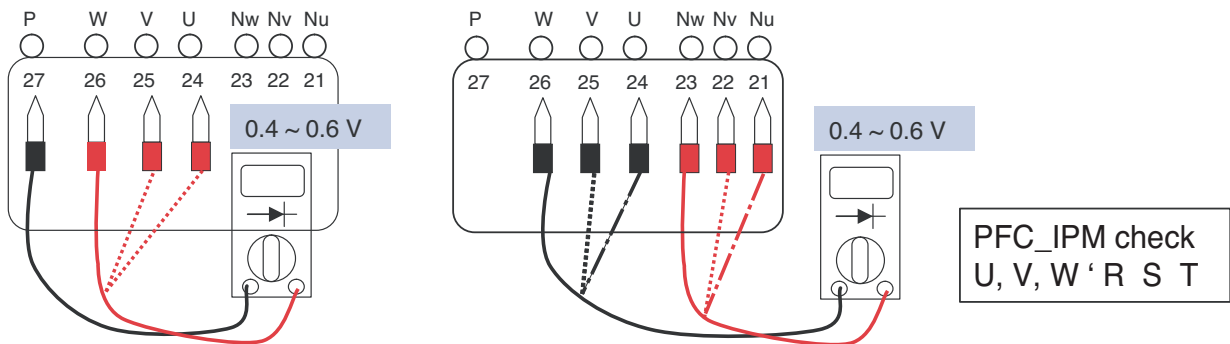 P W V U Nw Nv Nu
27 26 25 24 23 22 21
0.4 ~ 0.6 V
P W V U Nw Nv Nu
27 26 25 24 23 22 21
0.4 ~ 0.6 V
PFC_IPM check
U, V, W ‘ R S T